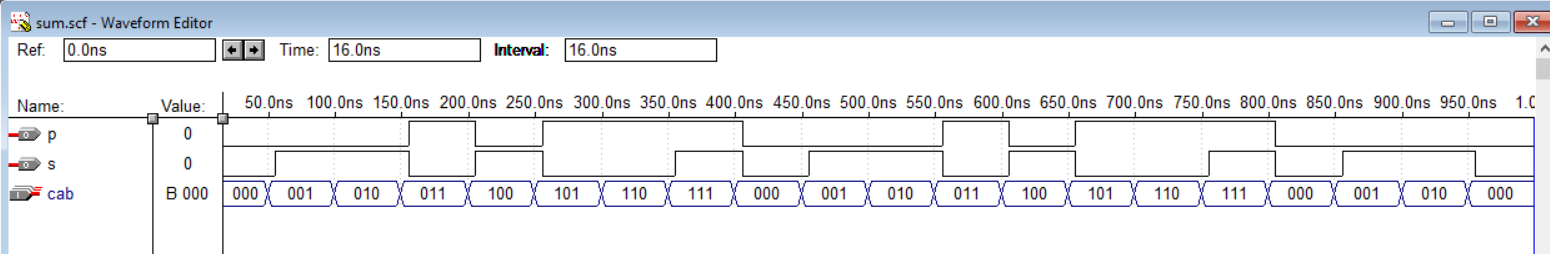 sum.scf - Waveform Editor
Ref: 0.0ns Time: 16.0ns Interval: 16.0ns
Name: Value: 50.0ns 100.0ns 150.0ns 200.0ns 250.0ns 300.0ns 350.0ns 400.0ns 450.0ns 500.0ns 550.0ns 600.0ns 650.0ns 700.0ns 750.0ns 800.0ns 850.0ns 900.0ns 950.0ns 1.0
p 0
s 0
cab B 000 000 001 010 011 100 101 110 111 000 001 010 011 100 101 110 111 000 001 010 000